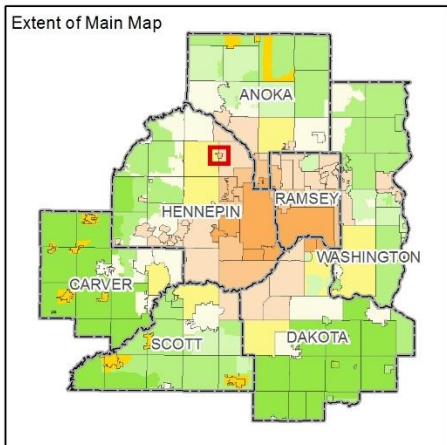 Extent of Main Map
ANOKA
HENNEPIN
RAMSEY
WASHINGTON
CARVER
SCOTT
DAKOTA